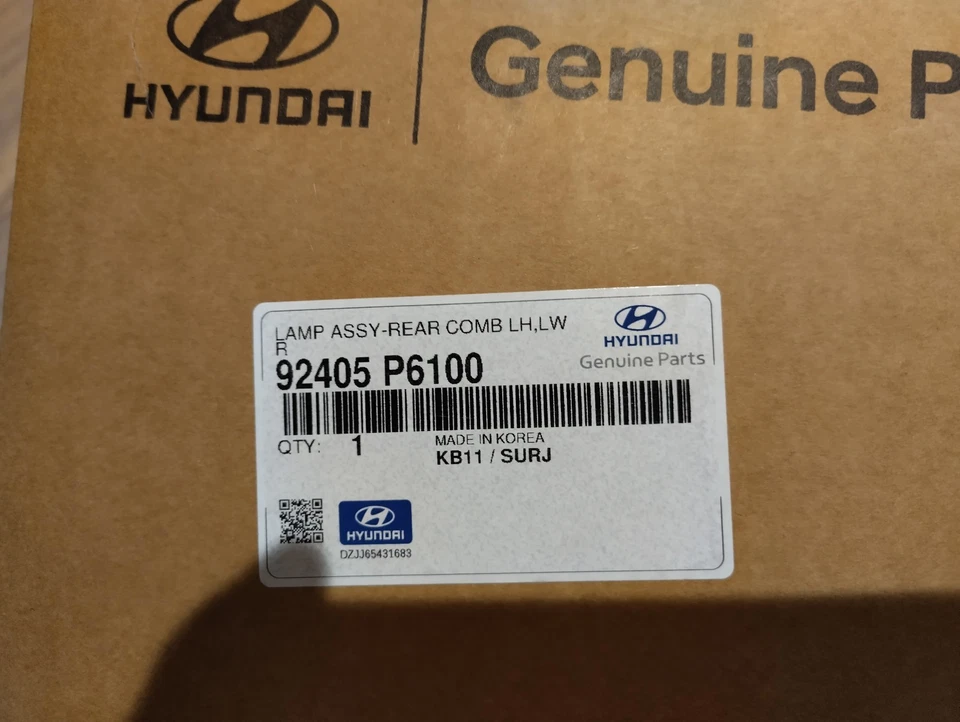 HYUNDAI
Genuine P
LAMP ASSY-REAR COMB LH,LW
R
92405 P6100
HYUNDAI
Genuine Parts
QTY: 1
MADE IN KOREA
KB11 / SURJ
HYUNDAI
DZJJ65431683